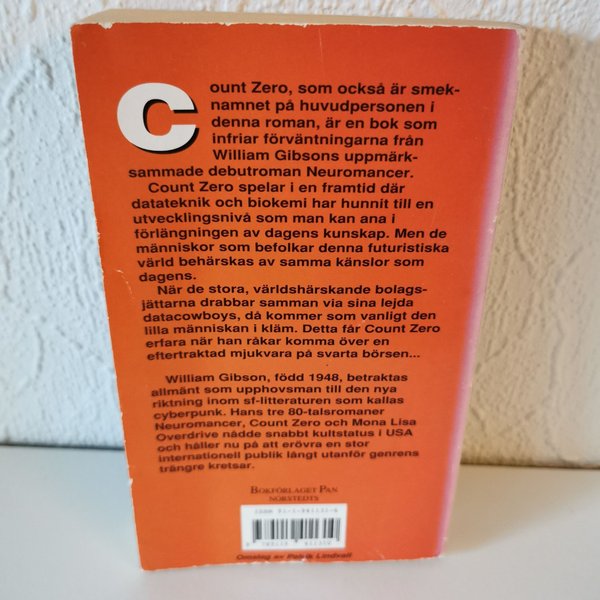 Count Zero, som också är smek-
namnet på huvudpersonen i
denna roman, är en bok som
infriar förväntningarna från
William Gibsons uppmärk-
sammade debutroman Neuromancer.
Count Zero spelar i en framtid där
datateknik och biokemi har hunnit till en
utvecklingsnivå som man kan ana i
förlängningen av dagens kunskap. Men de
människor som befolkar denna futuristiska
värld behärskas av samma känslor som
dagens.
När de stora, världshärskande bolags-
jättarna drabbar samman via sina lejda
datacowboys, då kommer som vanligt den
lilla människan i kläm. Detta får Count Zero
erfara när han råkar komma över en
eftertraktad mjukvara på svarta börsen...
William Gibson, född 1948, betraktas
allmänt som upphovsman till den nya
riktning inom sf-litteraturen som kallas
cyberpunk. Hans tre 80-talsromaner
Neuromancer, Count Zero och Mona Lisa
Overdrive nådde snabbt kultstatus i USA
och håller nu på att erövra en stor
internationell publik långt utanför genrens
trängre kretsar.
BOKFÖRLAGET PAN
NORSTEDTS
ISBN
Omslag av Patrik Lindvall